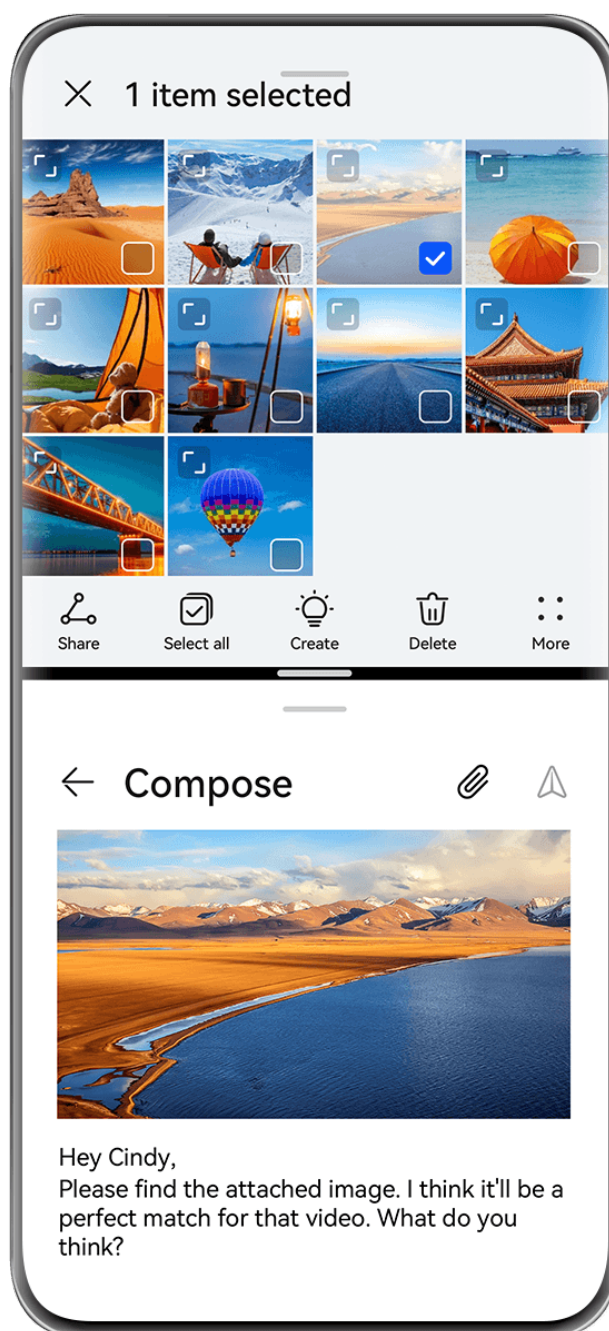 1 item selected
Share
Select all
Create
Delete
More
Compose
Hey Cindy,
Please find the attached image. I think it'll be a
perfect match for that video. What do you
think?